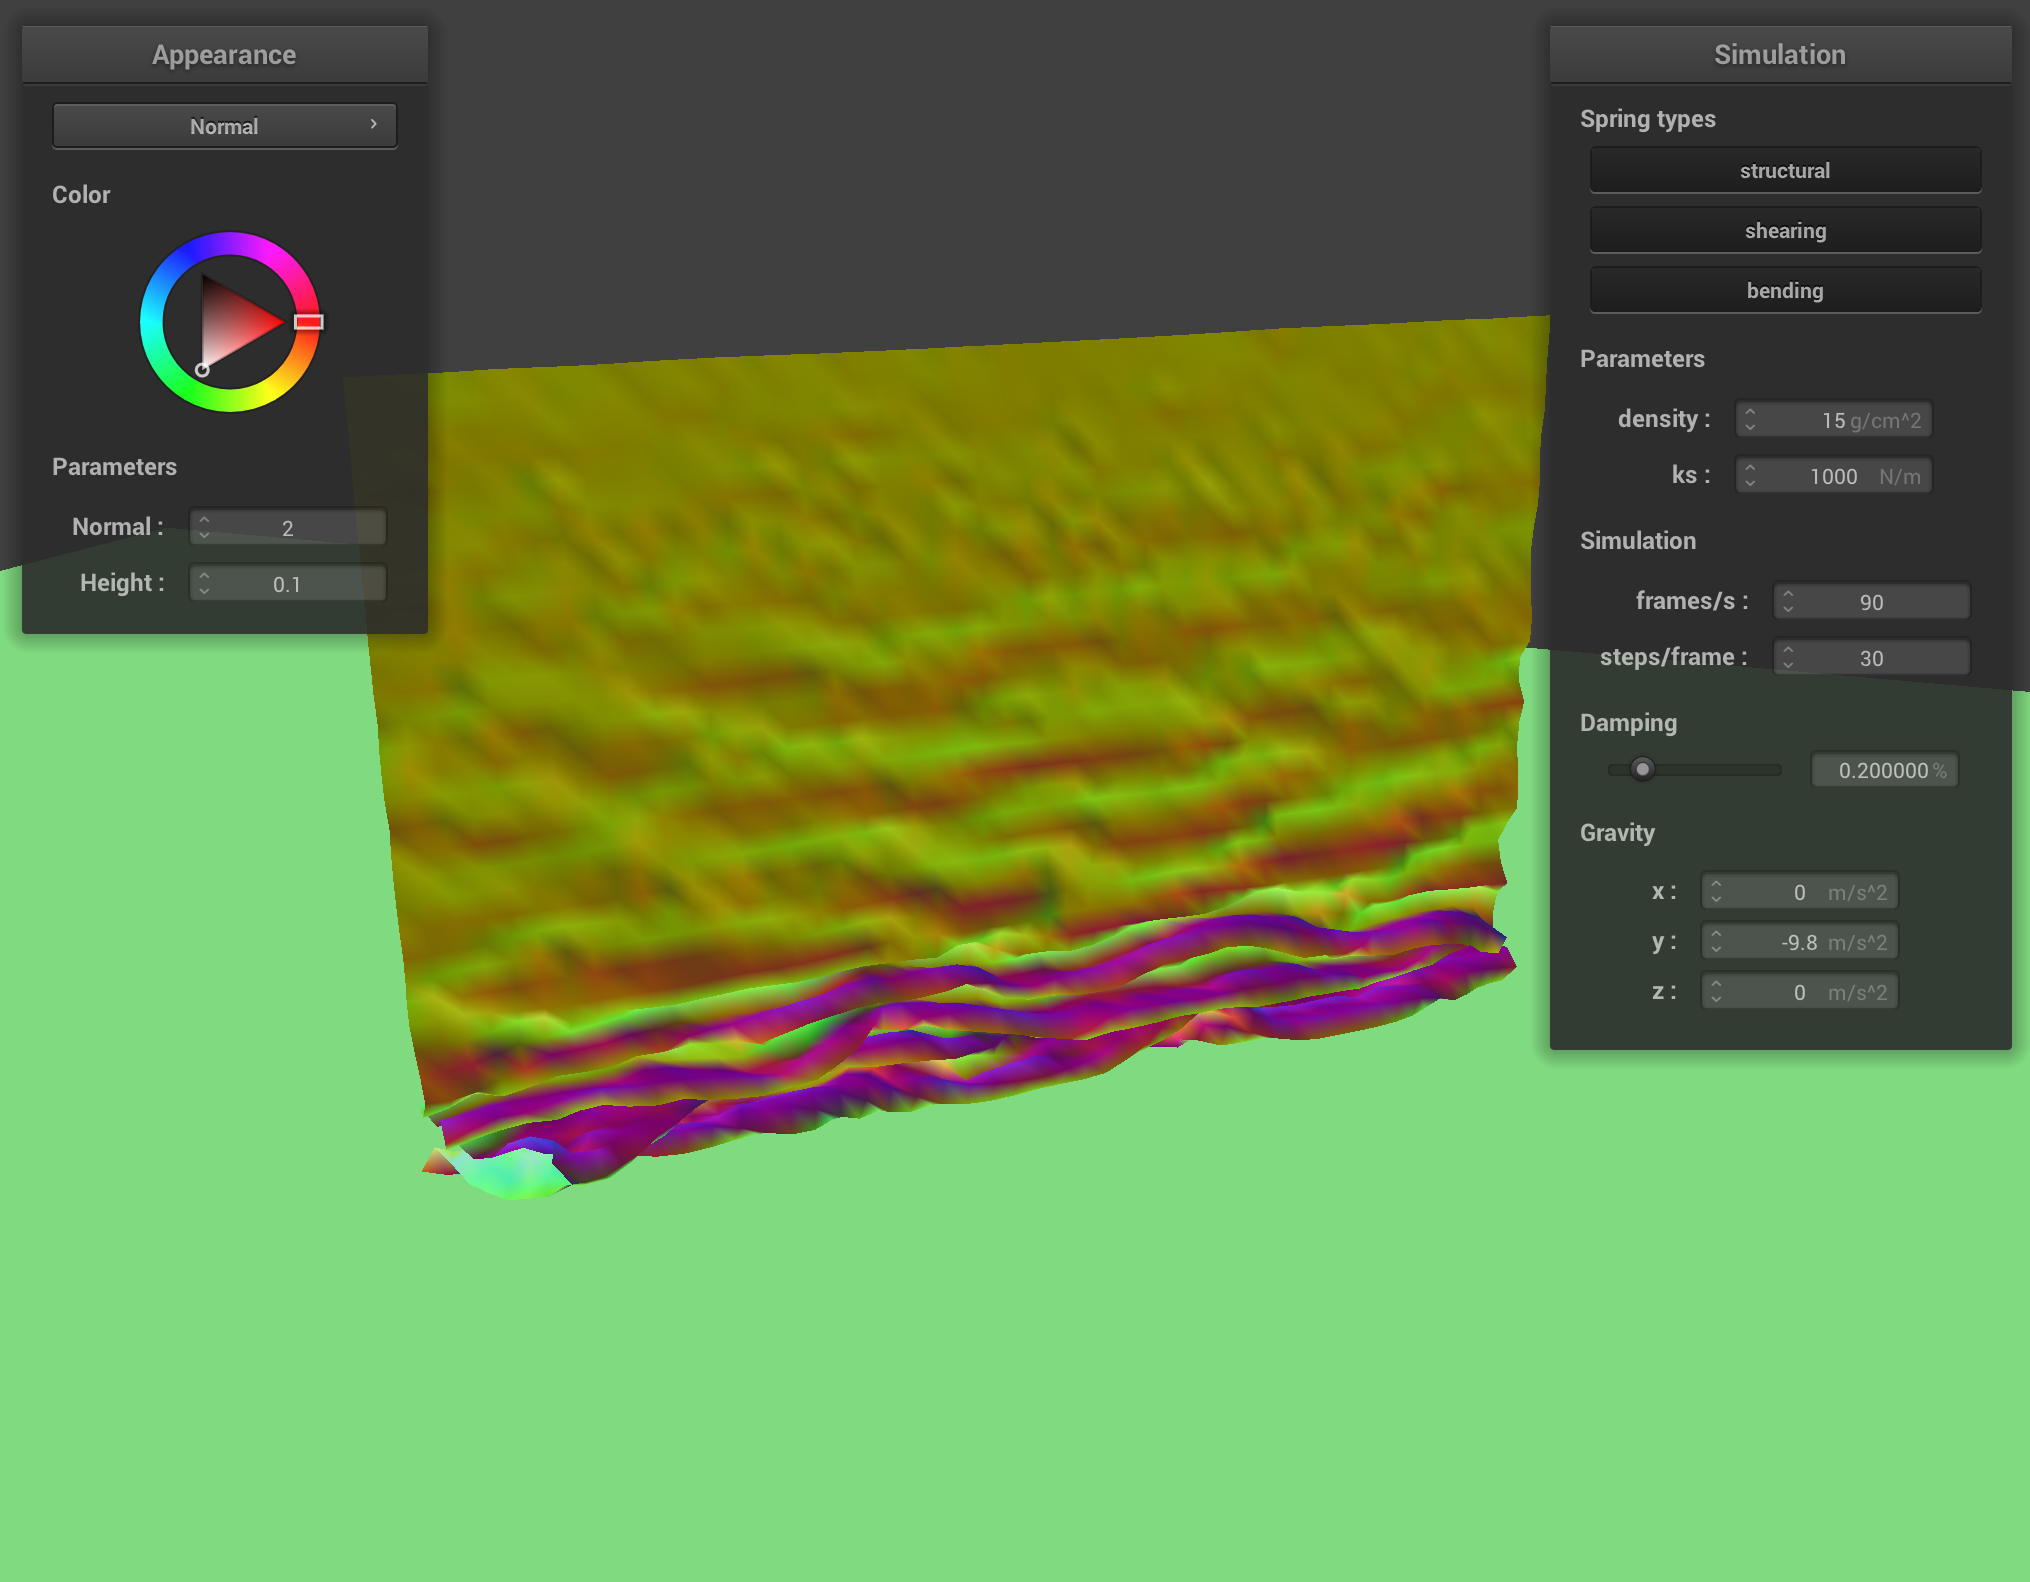 Appearance
Normal
Color
Parameters
Normal : 2
Height : 0.1
Simulation
Spring types
structural
shearing
bending
Parameters
density : 15 g/cm^2
ks : 1000 N/m
Simulation
frames/s : 90
steps/frame : 30
Damping
0.200000 %
Gravity
x : 0 m/s^2
y : -9.8 m/s^2
z : 0 m/s^2